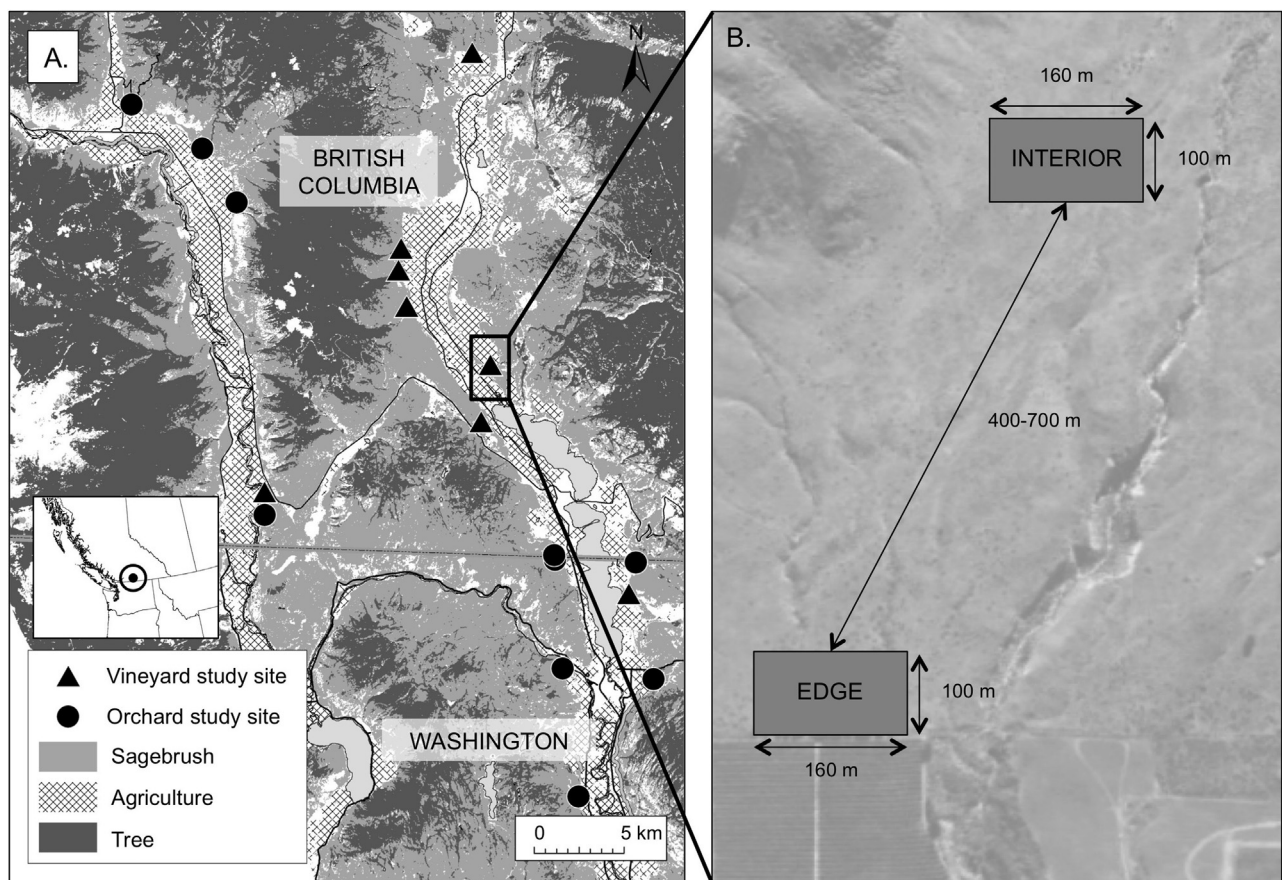 A.
N
BRITISH
COLUMBIA
WASHINGTON
Vineyard study site
Orchard study site
Sagebrush
Agriculture
Tree
0 5 km
B.
160 m
INTERIOR
100 m
400-700 m
EDGE
100 m
160 m